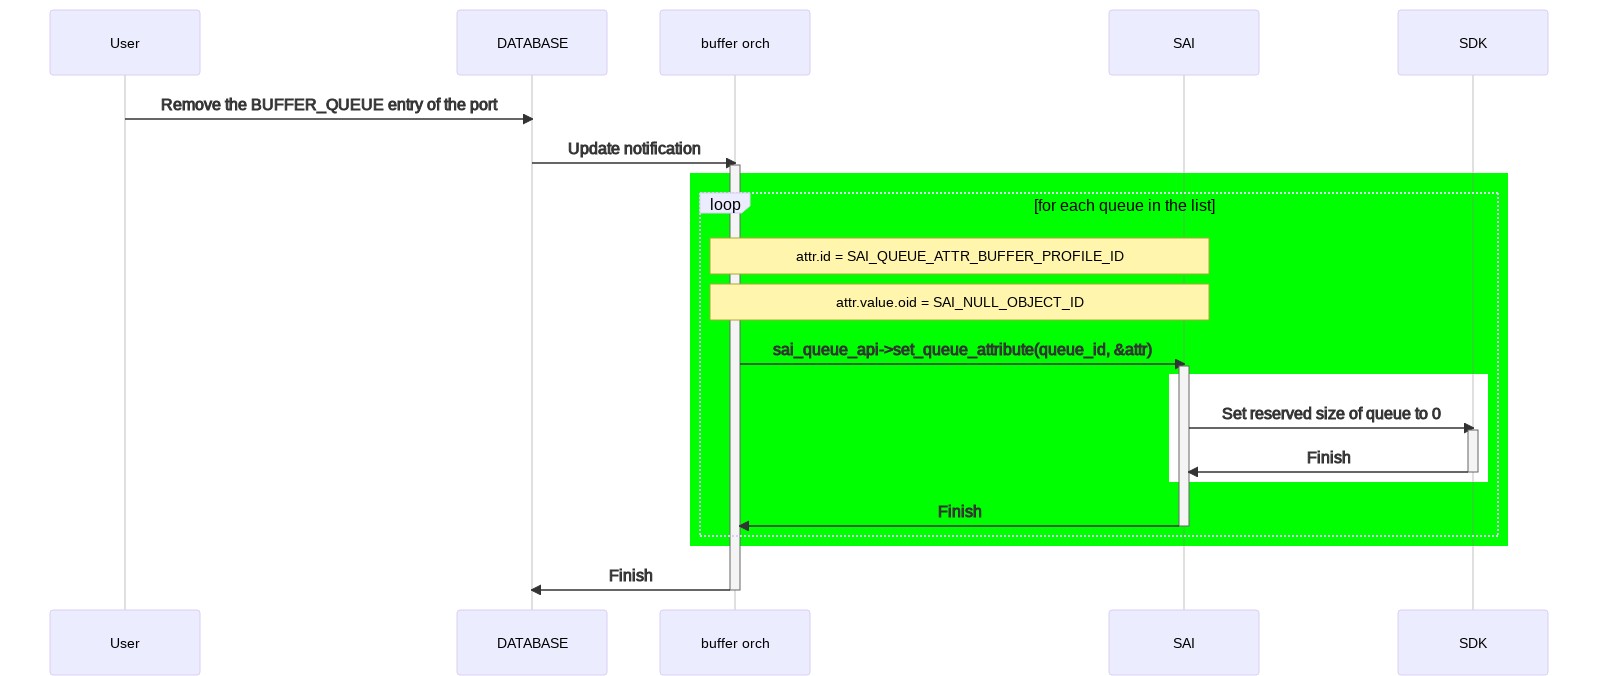 User
DATABASE
buffer orch
SAI
SDK
Remove the BUFFER_QUEUE entry of the port
Update notification
loop
[for each queue in the list]
attr.id = SAI_QUEUE_ATTR_BUFFER_PROFILE_ID
attr.value.oid = SAI_NULL_OBJECT_ID
sai_queue_api->set_queue_attribute(queue_id, &attr)
Set reserved size of queue to 0
Finish
Finish
Finish
User
DATABASE
buffer orch
SAI
SDK